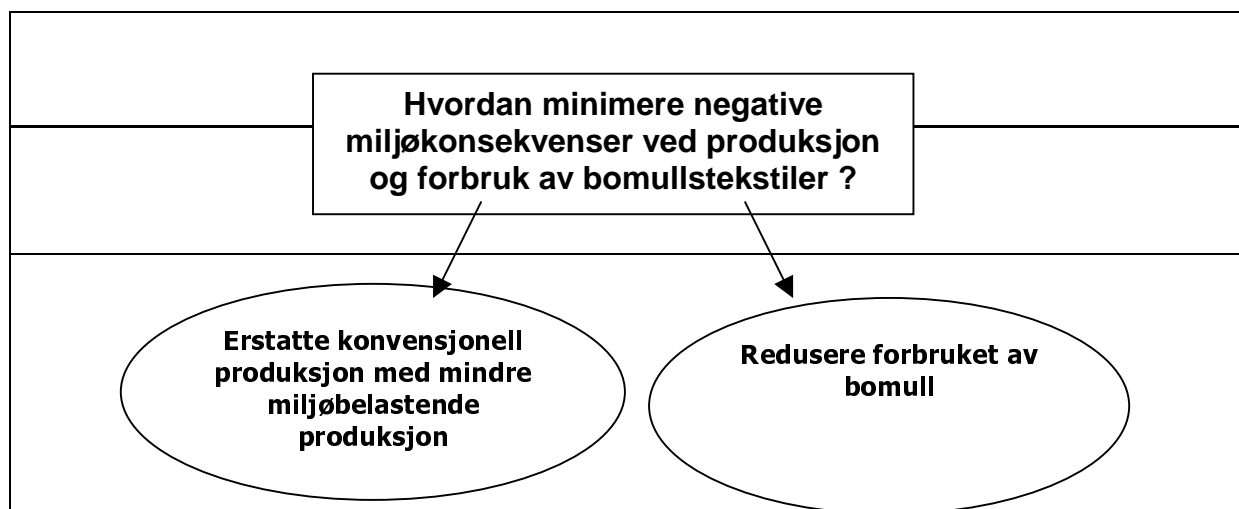 Hvordan minimere negative
miljøkonsekvenser ved produksjon
og forbruk av bomullstekstiler ?
Erstatte konvensjonell
produksjon med mindre
miljøbelastende
produksjon
Redusere forbruket av
bomull